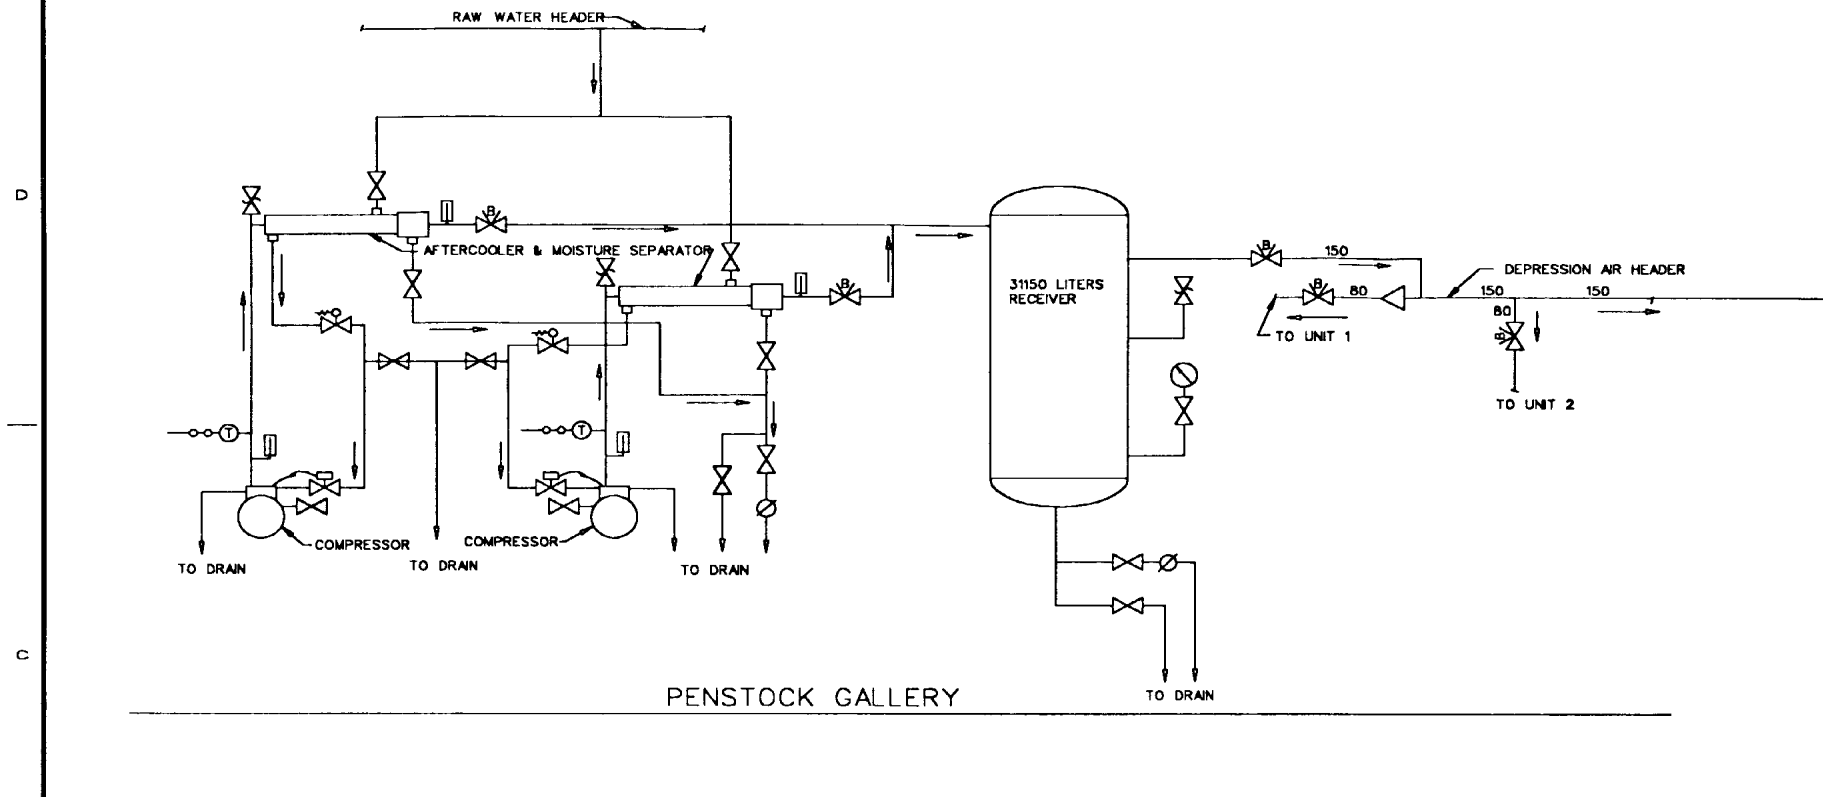 RAW WATER HEADER
D
B
AFTERCOOLER & MOISTURE SEPARATOR
B
B
150
DEPRESSION AIR HEADER
31150 LITERS
RECEIVER
B
80
150
150
80
TO UNIT 1
B
TO UNIT 2
T
T
COMPRESSOR
COMPRESSOR
TO DRAIN
TO DRAIN
TO DRAIN
C
PENSTOCK GALLERY
TO DRAIN